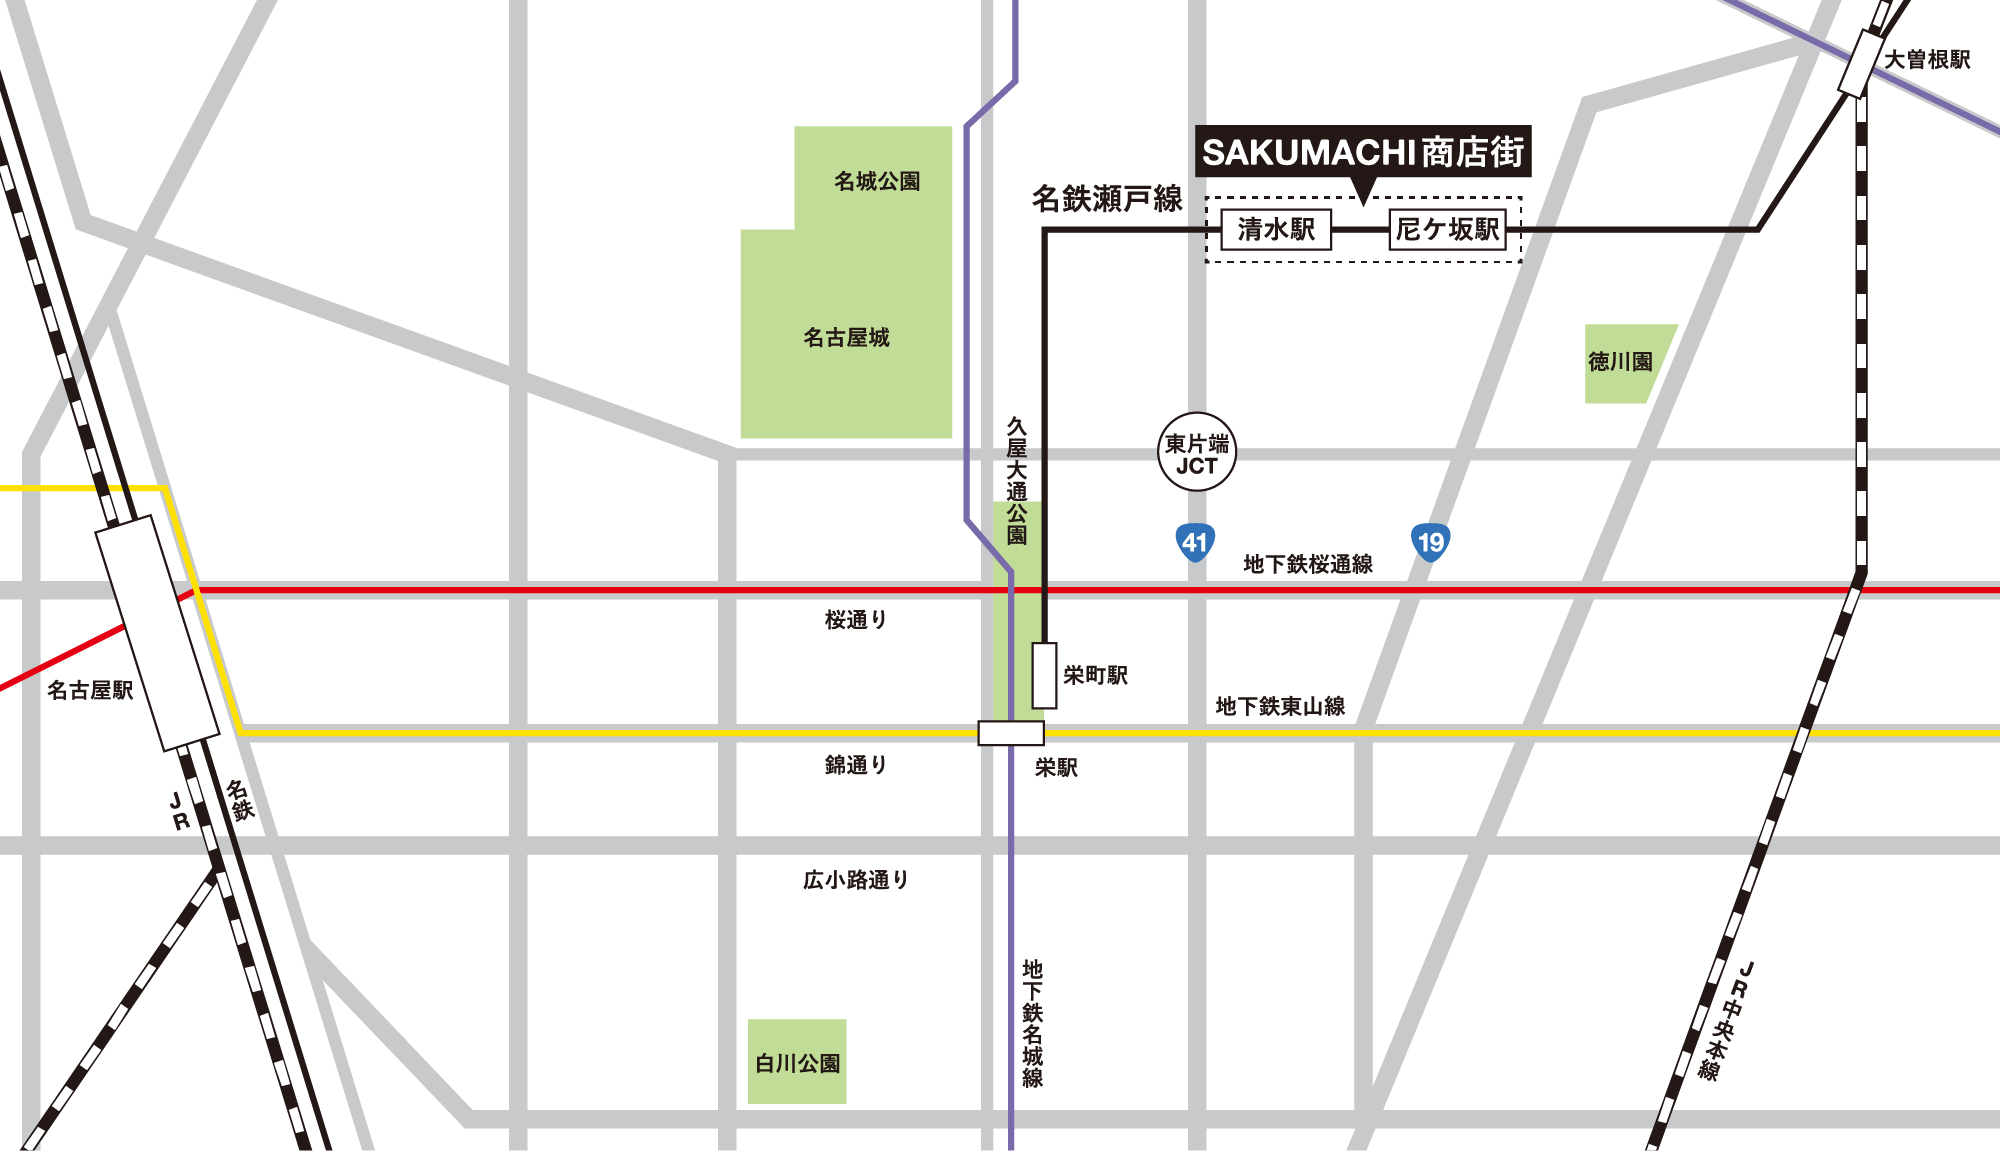 大曽根駅
SAKUMACHI商店街
名城公園
名鉄瀬戸線
清水駅
尼ケ坂駅
名古屋城
徳川園
久屋大通公園
東片端
JCT
41
19
地下鉄桜通線
桜通り
栄町駅
名古屋駅
地下鉄東山線
錦通り
栄駅
JR
名鉄
広小路通り
地下鉄名城線
JR中央本線
白川公園